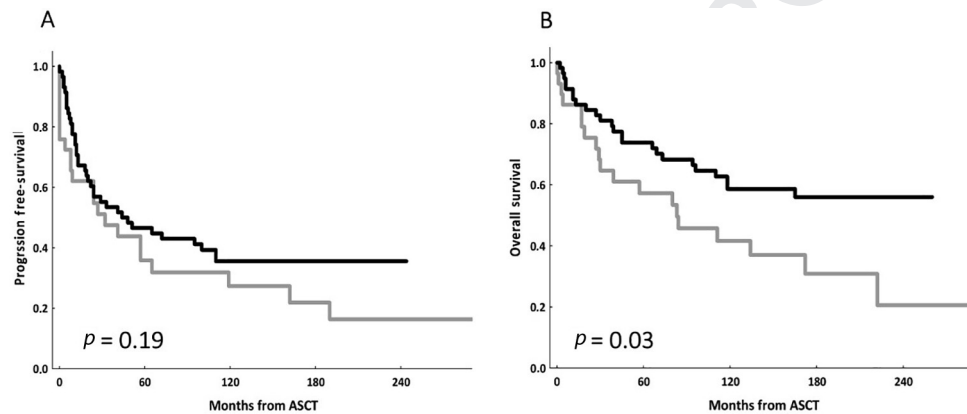 A
Progression free-survival
1.0
0.8
0.6
0.4
0.2
0.0
p = 0.19
0 60 120 180 240
Months from ASCT
B
Overall survival
1.0
0.8
0.6
0.4
0.2
0.0
p = 0.03
0 60 120 180 240
Months from ASCT